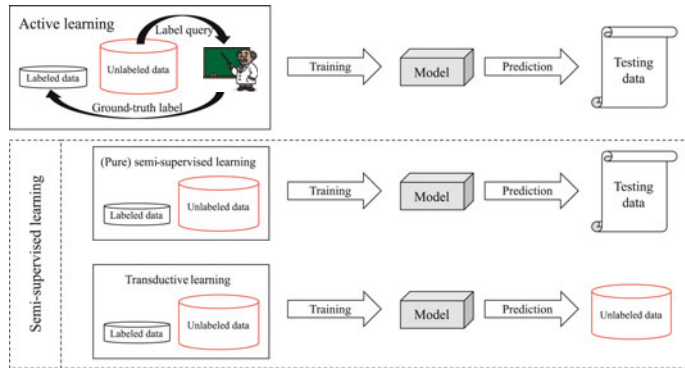 Active learning
Label query
Labeled data
Unlabeled data
Ground-truth label
Training
Model
Prediction
Testing
data
Semi-supervised learning
(Pure) semi-supervised learning
Labeled data
Unlabeled data
Training
Model
Prediction
Testing
data
Transductive learning
Labeled data
Unlabeled data
Training
Model
Prediction
Unlabeled data